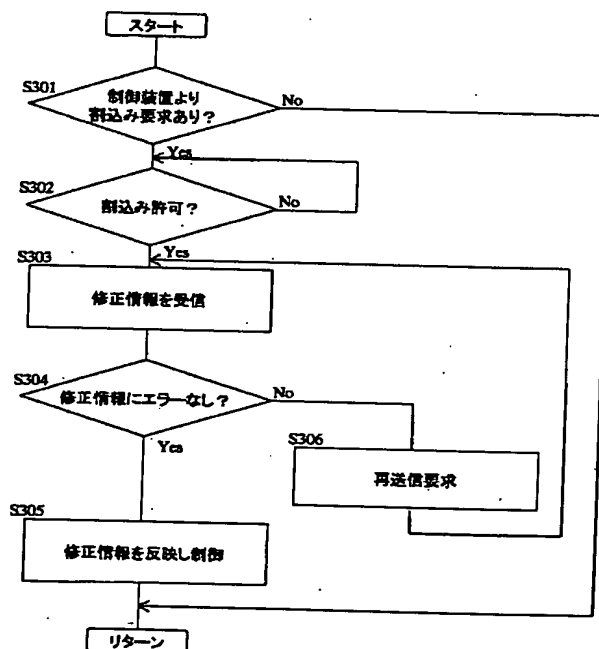 スタート
S301
制御装置より
割込み要求あり?
No
Yes
S302
割込み許可?
No
Yes
S303
修正情報を受信
S304
修正情報にエラーなし?
No
Yes
S306
再送信要求
S305
修正情報を反映し制御
リターン